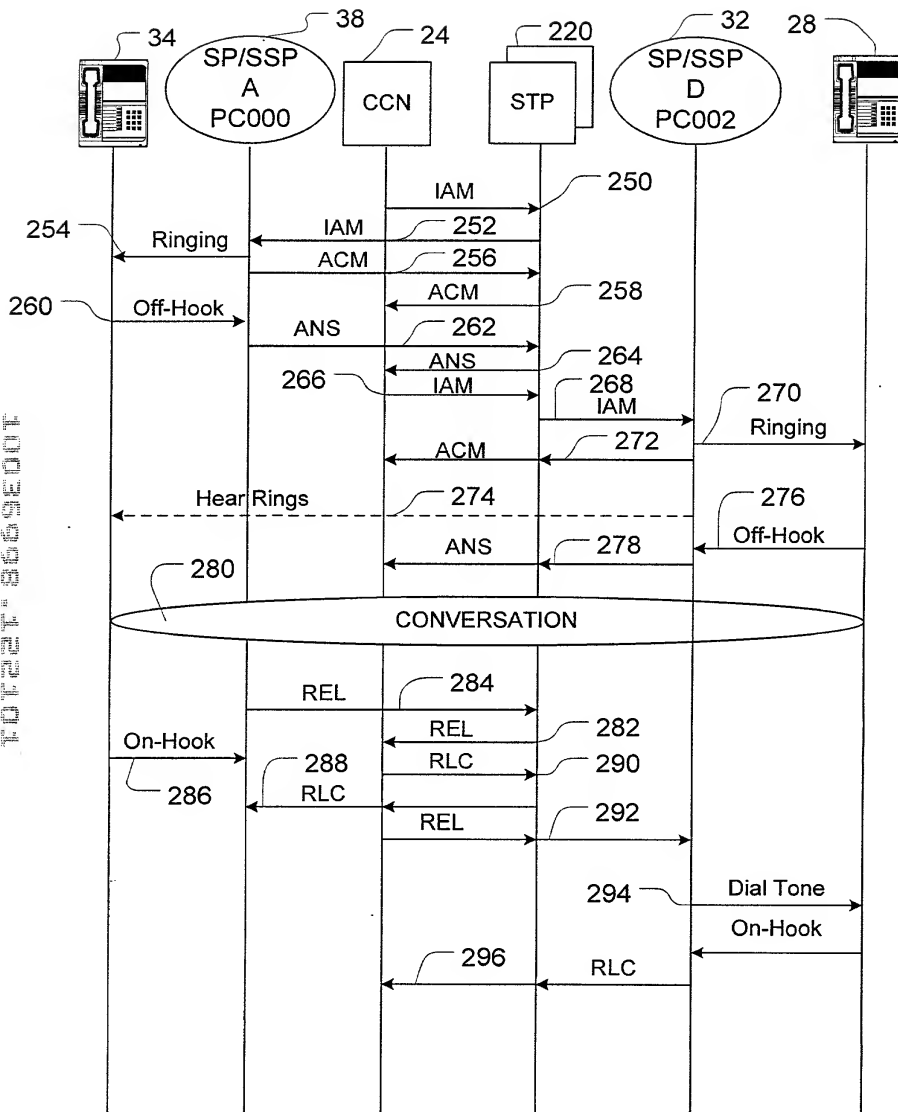 38
32
34
24
220
28
SP/SSP
A
PC000
CCN
STP
SP/SSP
D
PC002
IAM
250
254
Ringing
IAM
252
ACM
256
260
Off-Hook
ACM
258
ANS
262
ANS
264
266
IAM
268
IAM
270
Ringing
ACM
272
Hear Rings
274
276
Off-Hook
ANS
278
280
CONVERSATION
REL
284
REL
282
On-Hook
286
RLC
290
288
RLC
REL
292
294
Dial Tone
On-Hook
296
RLC